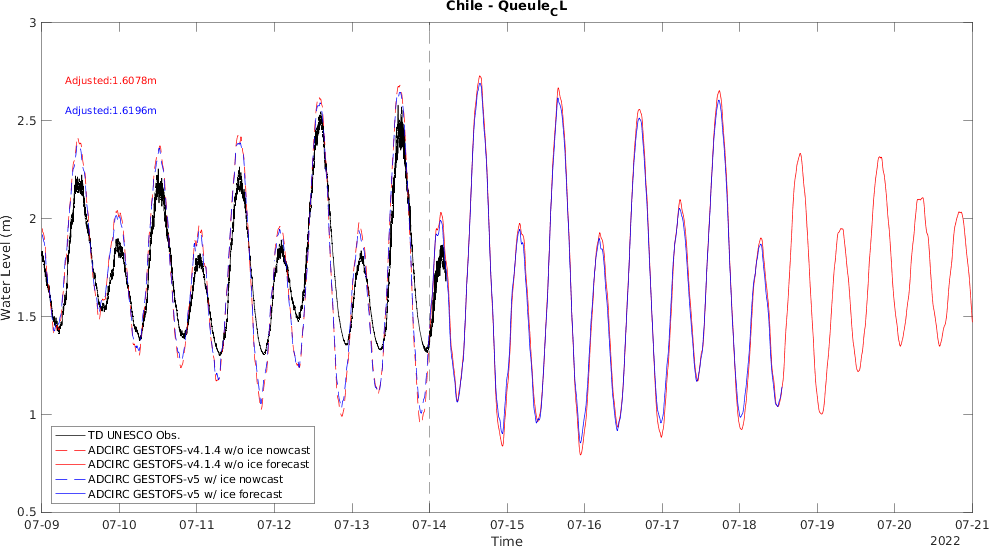 Chile - Queule_CL
3
2.5
2
1.5
1
0.5
Water Level (m)
Adjusted:1.6078m
Adjusted:1.6196m
TD UNESCO Obs.
ADCIRC GESTOFS-v4.1.4 w/o ice nowcast
ADCIRC GESTOFS-v4.1.4 w/o ice forecast
ADCIRC GESTOFS-v5 w/ ice nowcast
ADCIRC GESTOFS-v5 w/ ice forecast
07-09 07-10 07-11 07-12 07-13 07-14 07-15 07-16 07-17 07-18 07-19 07-20 07-21
Time
2022